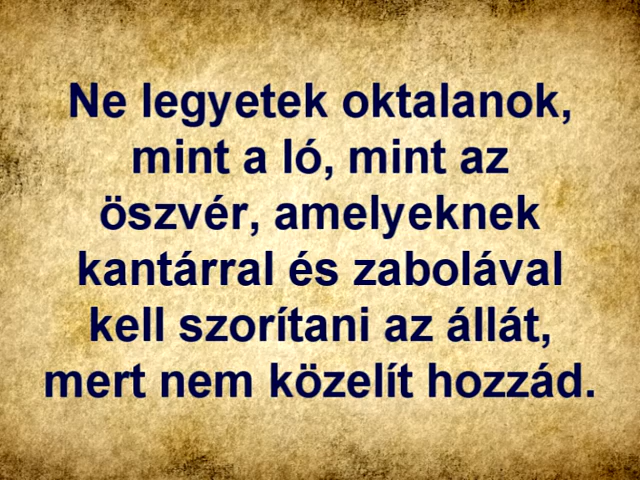 Ne legyetek oktalanok,
mint a ló, mint az
öszvér, amelyeknek
kantárral és zabolával
kell szorítani az állát,
mert nem közelít hozzád.